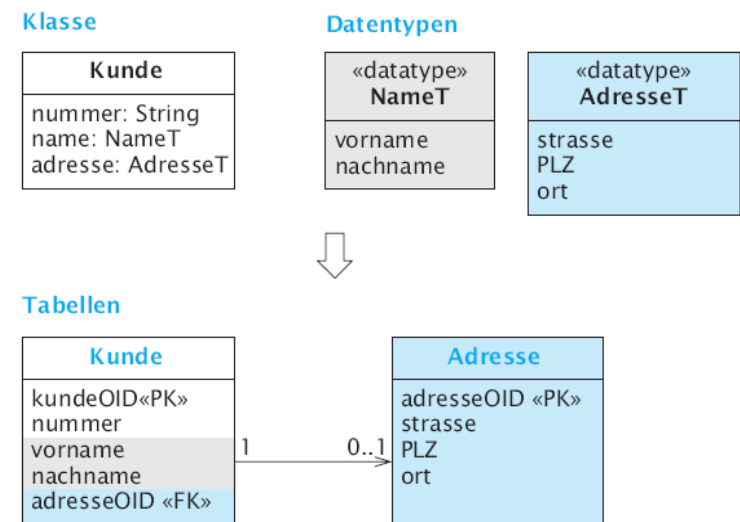 Klasse
Datentypen
Kunde
nummer: String
name: NameT
adresse: AdresseT
«datatype»
NameT
vorname
nachname
«datatype»
AdresseT
strasse
PLZ
ort
Tabellen
Kunde
kundeOID«PK»
nummer
vorname
nachname
adresseOID «FK»
1
0..1
Adresse
adresseOID «PK»
strasse
PLZ
ort